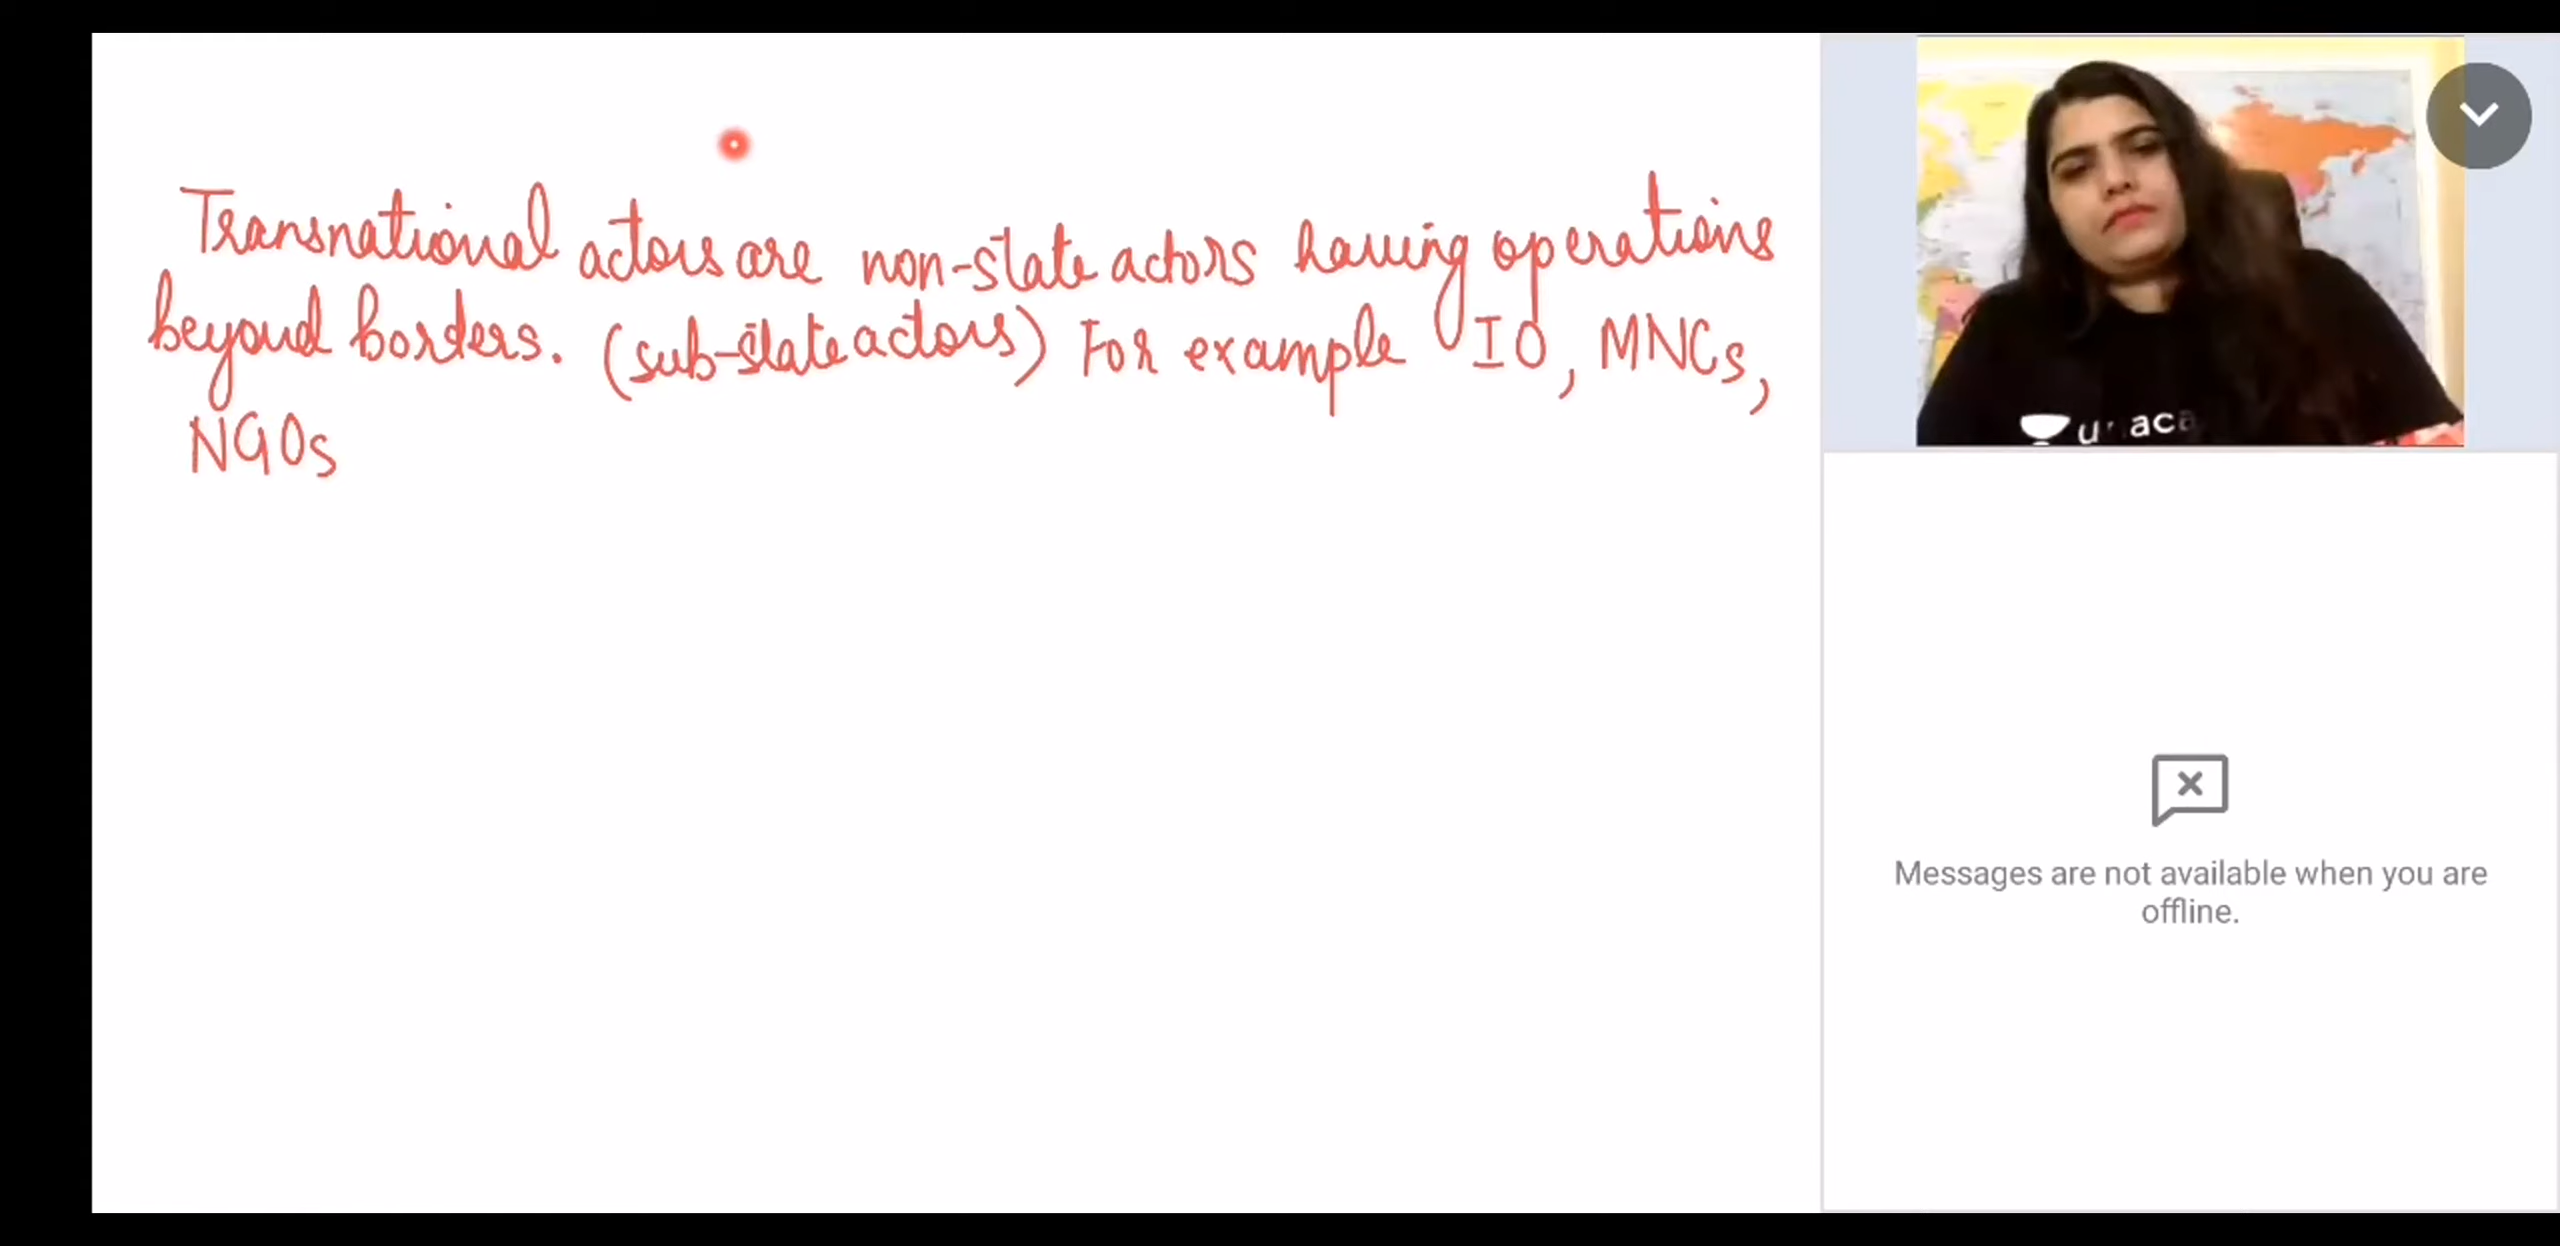 Transnational actors are non-state actors having operations
beyond borders. (sub-state actors) For example IO, MNCs,
NGOs
Messages are not available when you are
offline.